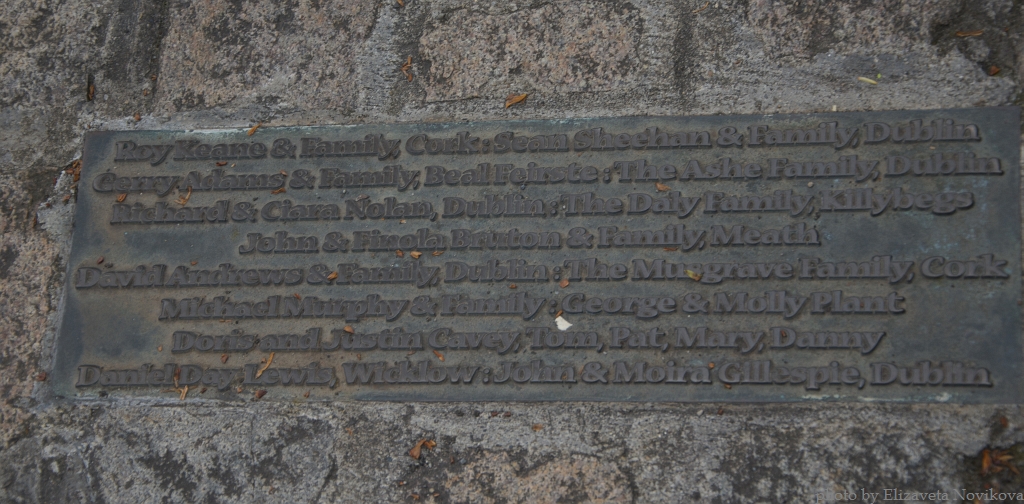 Roy Keane & Family, Cork : Sean Sheehan & Family, Dublin
Gerry Adams & Family, Beal Feirste : The Ashe Family, Dublin
Richard & Ciara Nolan, Dublin : The Daly Family, Killybegs
John & Finola Bruton & Family, Meath
David Andrews & Family, Dublin : The Musgrave Family, Cork
Michael Murphy & Family : George & Molly Plant
Doris and Justin Cavey, Tom, Pat, Mary, Danny
Daniel Day Lewis, Wicklow : John & Moira Gillespie, Dublin
photo by Elizaveta Novikova